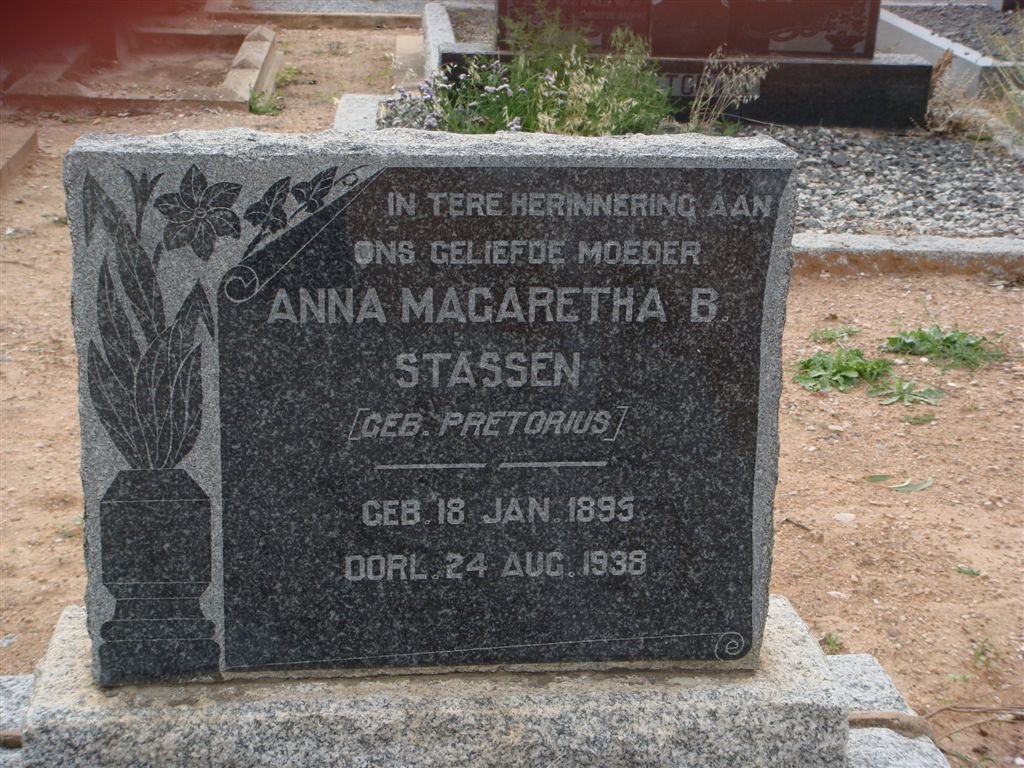 IN TERE HERINNERING AAN
ONS GELIEFDE MOEDER
ANNA MAGARETHA B.
STASSEN
[GEB. PRETORIUS]
GEB. 18 JAN. 1895
OORL. 24 AUG. 1938